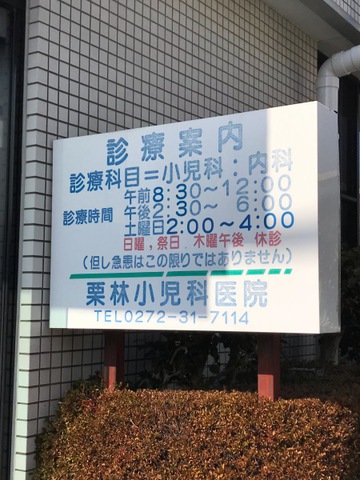 診療案内
診療科目＝小児科：内科
診療時間 午前 8:30～12:00
午後 2:30～ 6:00
土曜日 2:00～4:00
日曜,祭日 木曜午後 休診
(但し急患はこの限りではありません)
栗林小児科医院
TEL0272-31-7114